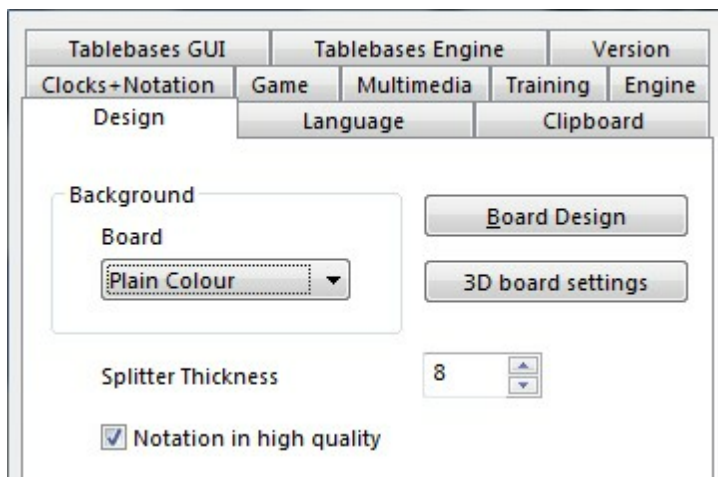 Tablebases GUI Tablebases Engine Version
Clocks+Notation Game Multimedia Training Engine
Design Language Clipboard
Background
Board Design
Board
Plain Colour
3D board settings
Splitter Thickness 8
Notation in high quality